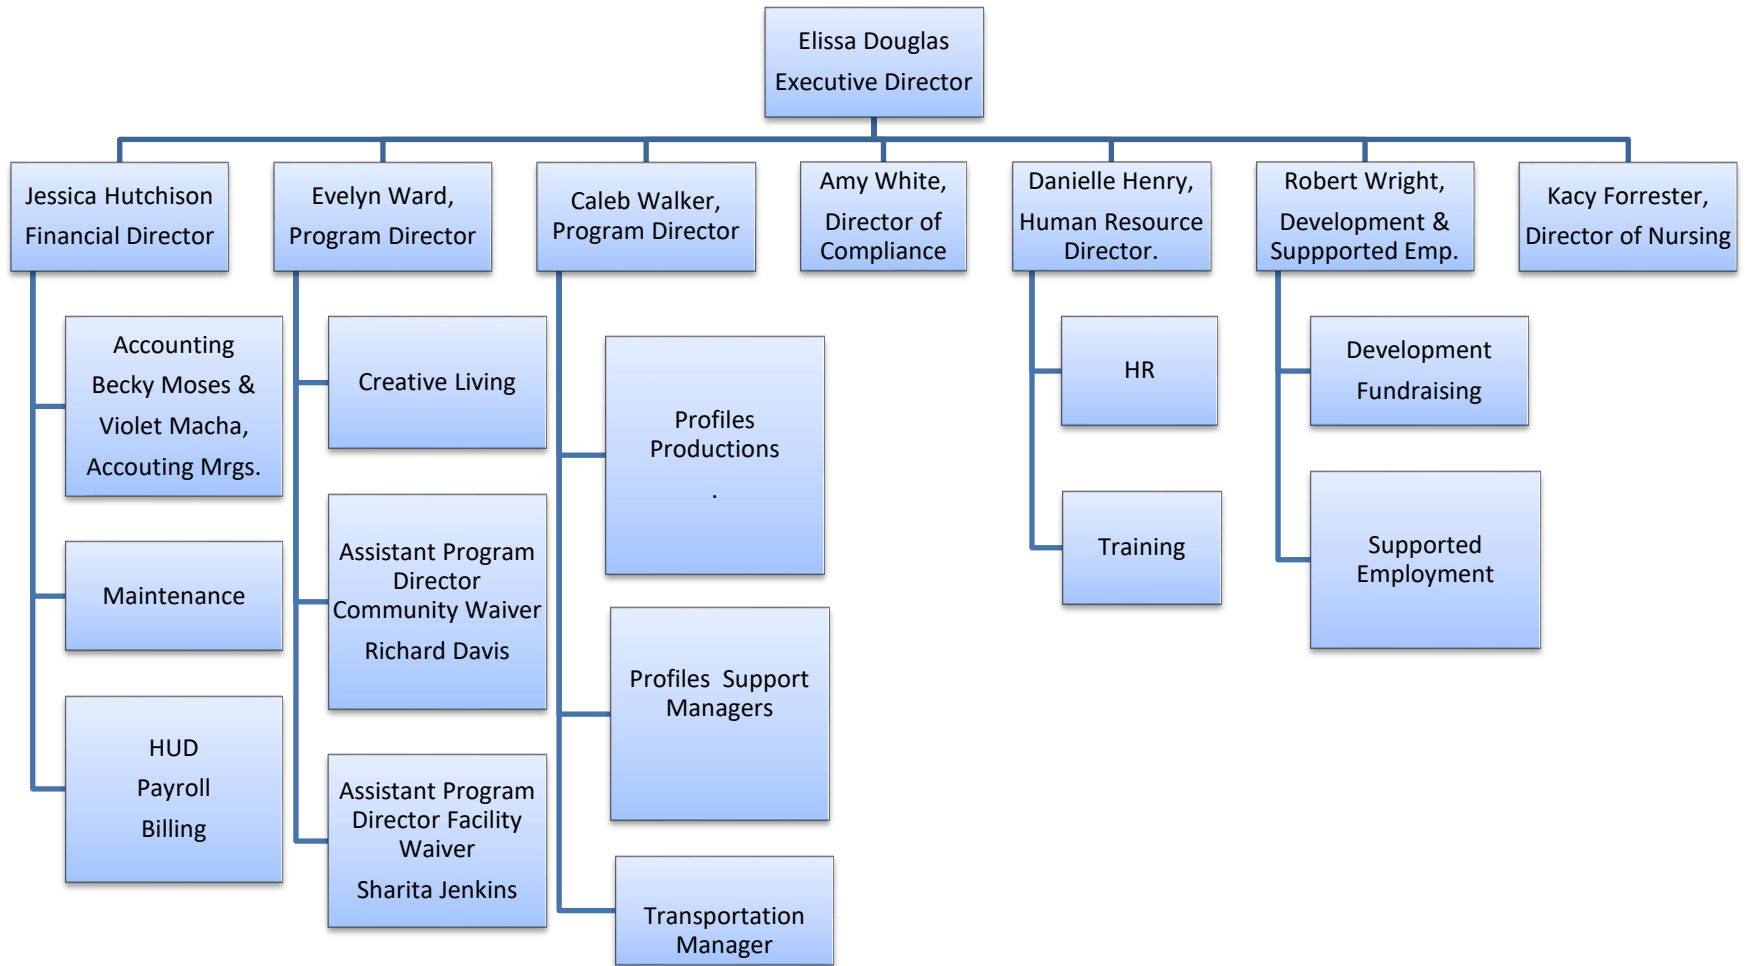 Elissa Douglas
Executive Director
Jessica Hutchison
Financial Director
Evelyn Ward,
Program Director
Caleb Walker,
Program Director
Amy White,
Director of
Compliance
Danielle Henry,
Human Resource
Director.
Robert Wright,
Development &
Suppported Emp.
Kacy Forrester,
Director of Nursing
Accounting
Becky Moses &
Violet Macha,
Accouting Mrgs.
Maintenance
HUD
Payroll
Billing
Creative Living
Assistant Program
Director
Community Waiver
Richard Davis
Assistant Program
Director Facility
Waiver
Sharita Jenkins
Profiles
Productions
.
Profiles  Support
Managers
Transportation
Manager
HR
Training
Development
Fundraising
Supported
Employment